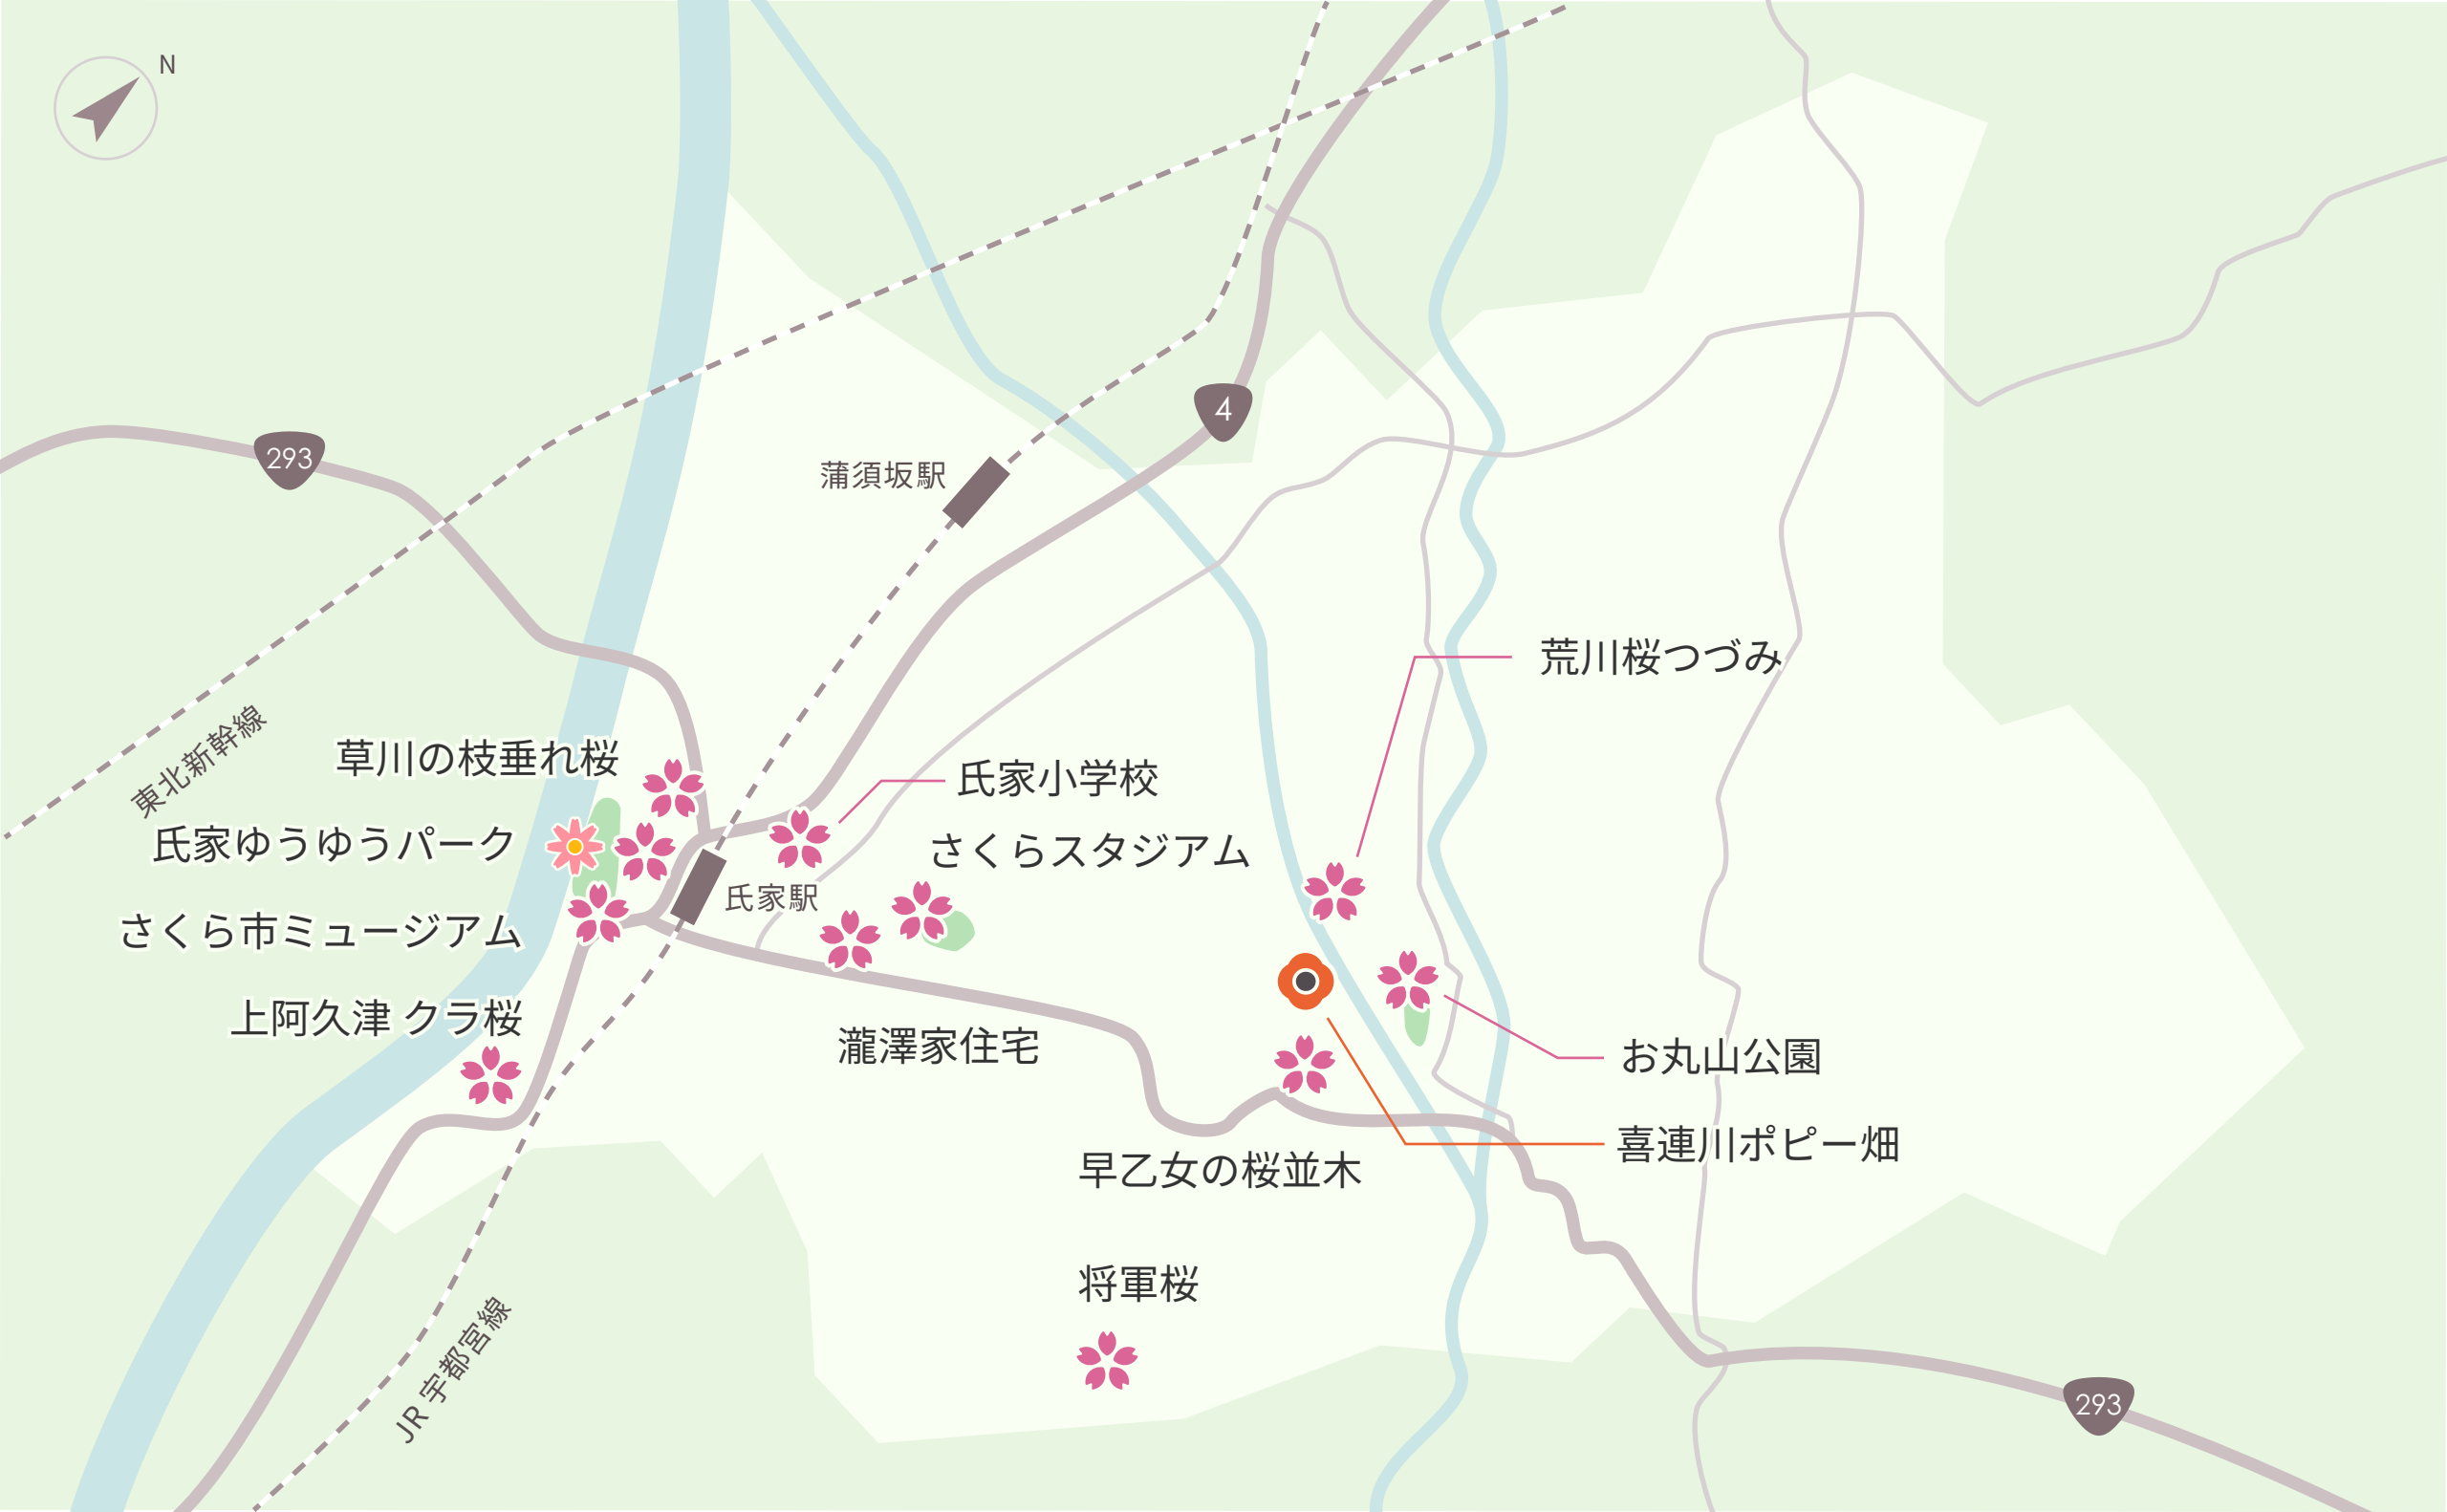 N
4
293
蒲須坂駅
荒川桜つづみ
東北新幹線
草川の枝垂れ桜
氏家小学校
氏家ゆうゆうパーク
さくらスタジアム
氏家駅
さくら市ミュージアム
上阿久津 クラ桜
瀧澤家住宅
お丸山公園
喜連川ポピー畑
早乙女の桜並木
将軍桜
JR 宇都宮線
293